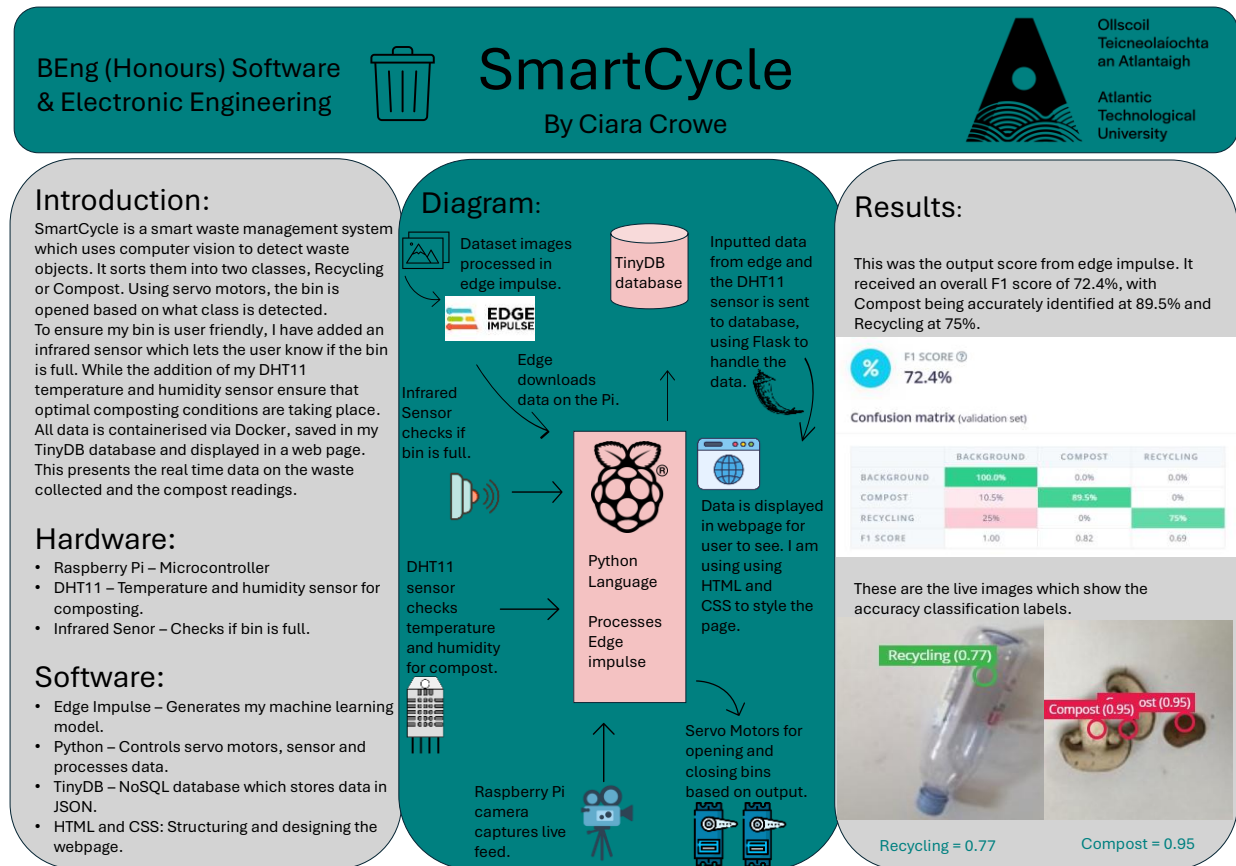 BEng (Honours) Software
& Electronic Engineering
SmartCycle
By Ciara Crowe
Ollscoil
Teicneolaíochta
an Atlantaigh
Atlantic
Technological
University
Introduction:
SmartCycle is a smart waste management system
which uses computer vision to detect waste
objects. It sorts them into two classes, Recycling
or Compost. Using servo motors, the bin is
opened based on what class is detected.
To ensure my bin is user friendly, I have added an
infrared sensor which lets the user know if the bin
is full. While the addition of my DHT11
temperature and humidity sensor ensure that
optimal composting conditions are taking place.
All data is containerised via Docker, saved in my
TinyDB database and displayed in a web page.
This presents the real time data on the waste
collected and the compost readings.
Hardware:
• Raspberry Pi – Microcontroller
• DHT11 – Temperature and humidity sensor for
composting.
• Infrared Senor – Checks if bin is full.
Software:
• Edge Impulse – Generates my machine learning
model.
• Python – Controls servo motors, sensor and
processes data.
• TinyDB – NoSQL database which stores data in
JSON.
• HTML and CSS: Structuring and designing the
webpage.
Diagram:
Dataset images
processed in
edge impulse.
EDGE
IMPULSE
TinyDB
database
Inputted data
from edge and
the DHT11
sensor is sent
to database,
using Flask to
handle the
data.
Edge
downloads
data on the Pi.
Infrared
Sensor
checks if
bin is full.
®
Python
Language
Processes
Edge
impulse
Data is displayed
in webpage for
user to see. I am
using using
HTML and
CSS to style the
page.
DHT11
sensor
checks
temperature
and humidity
for compost.
Servo Motors for
opening and
closing bins
based on output.
Raspberry Pi
camera
captures live
feed.
Results:
This was the output score from edge impulse. It
received an overall F1 score of 72.4%, with
Compost being accurately identified at 89.5% and
Recycling at 75%.
%
F1 SCORE ?
72.4%
Confusion matrix (validation set)
BACKGROUND COMPOST RECYCLING
BACKGROUND 100.0% 0.0% 0.0%
COMPOST 10.5% 89.5% 0%
RECYCLING 25% 0% 75%
F1 SCORE 1.00 0.82 0.69
These are the live images which show the
accuracy classification labels.
Recycling (0.77)
Compost (0.95) ost (0.95)
Recycling = 0.77
Compost = 0.95